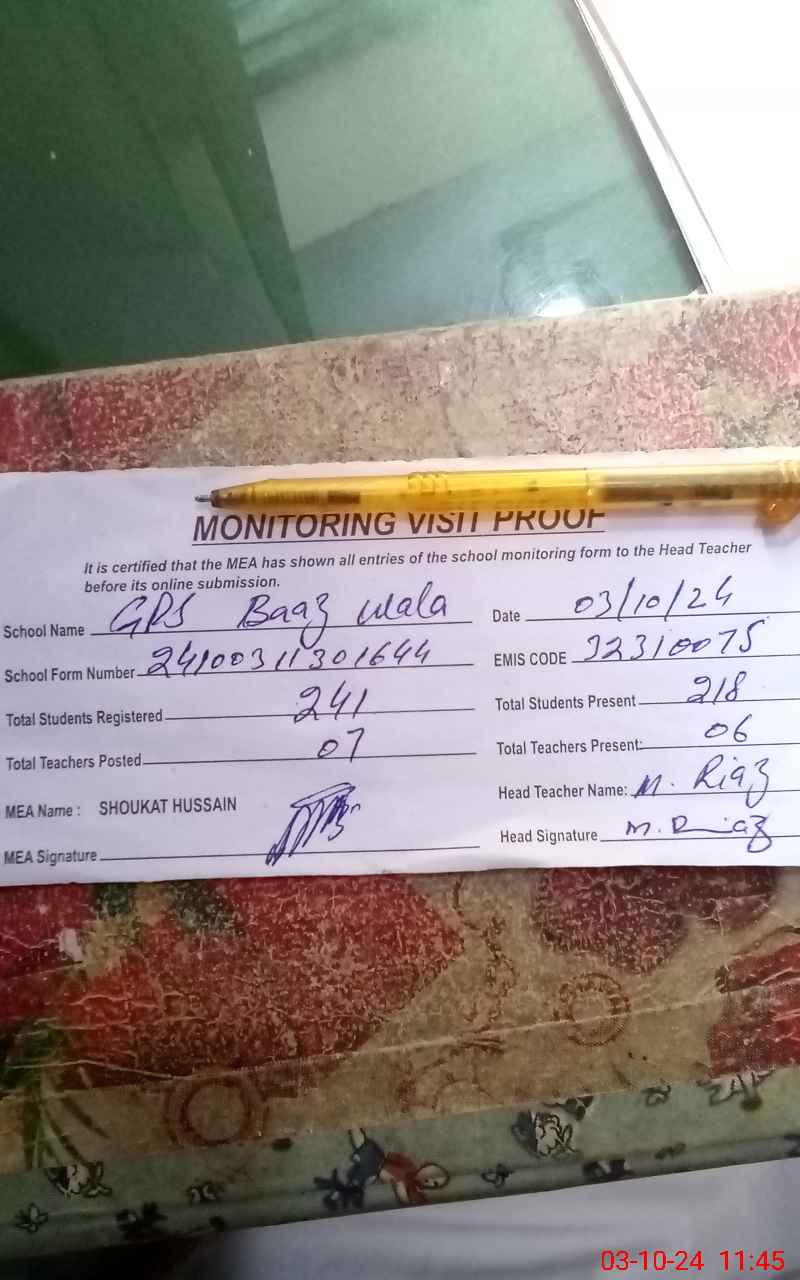 MONITORING VISIT PROOF
It is certified that the MEA has shown all entries of the school monitoring form to the Head Teacher
before its online submission.
School Name GPS Baaz wala Date 03/10/24
School Form Number 24100311301644 EMIS CODE 32310075
Total Students Registered 241 Total Students Present 218
Total Teachers Posted 07 Total Teachers Present: 06
MEA Name : SHOUKAT HUSSAIN Head Teacher Name: M. Riaz
MEA Signature Head Signature M. Riaz
03-10-24 11:45